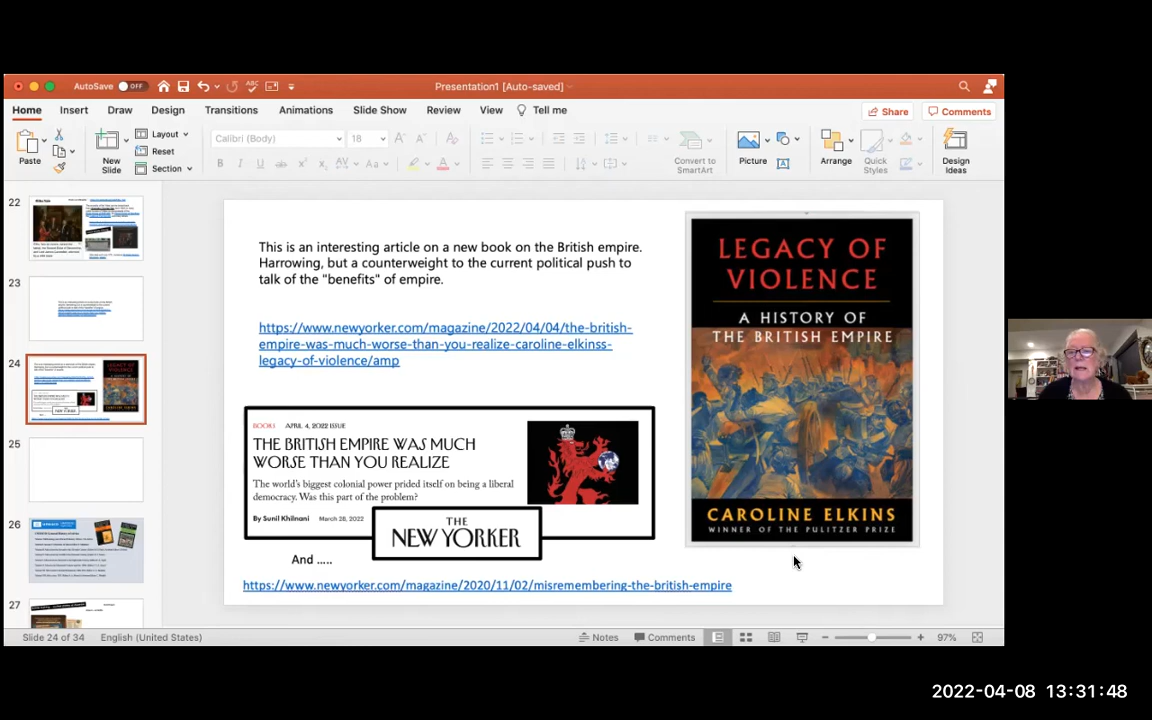 AutoSave OFF
ABC
Presentation1 [Auto-saved]
Home Insert Draw Design Transitions Animations Slide Show Review View Tell me
Share Comments
Paste
New Slide
Layout
Reset
Section
Calibri (Body) 18
Convert to SmartArt
Picture
Arrange
Quick Styles
Design Ideas
22
23
24
25
26
27
This is an interesting article on a new book on the British empire.
Harrowing, but a counterweight to the current political push to
talk of the "benefits" of empire.
https://www.newyorker.com/magazine/2022/04/04/the-british-
empire-was-much-worse-than-you-realize-caroline-elkinss-
legacy-of-violence/amp
BOOKS APRIL 4, 2022 ISSUE
THE BRITISH EMPIRE WAS MUCH
WORSE THAN YOU REALIZE
The world's biggest colonial power prided itself on being a liberal
democracy. Was this part of the problem?
By Sunil Khilnani March 28, 2022
THE
NEW YORKER
And .....
https://www.newyorker.com/magazine/2020/11/02/misremembering-the-british-empire
LEGACY OF
VIOLENCE
A HISTORY OF
THE BRITISH EMPIRE
CAROLINE ELKINS
WINNER OF THE PULITZER PRIZE
Slide 24 of 34 English (United States)
Notes Comments 97%
2022-04-08 13:31:48